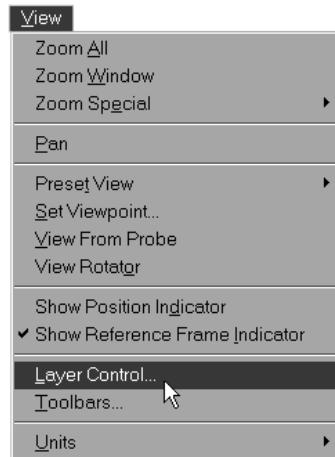 View
Zoom All
Zoom Window
Zoom Special
Pan
Preset View
Set Viewpoint...
View From Probe
View Rotator
Show Position Indicator
Show Reference Frame Indicator
Layer Control...
Toolbars...
Units